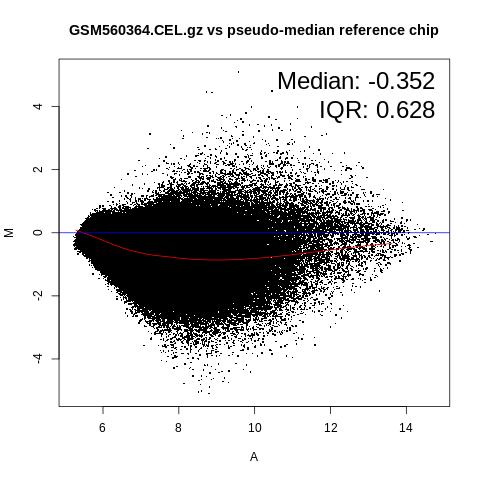 GSM560364.CEL.gz vs pseudo-median reference chip
Median: -0.352
IQR: 0.628
4
2
0
-2
-4
M
6 8 10 12 14
A